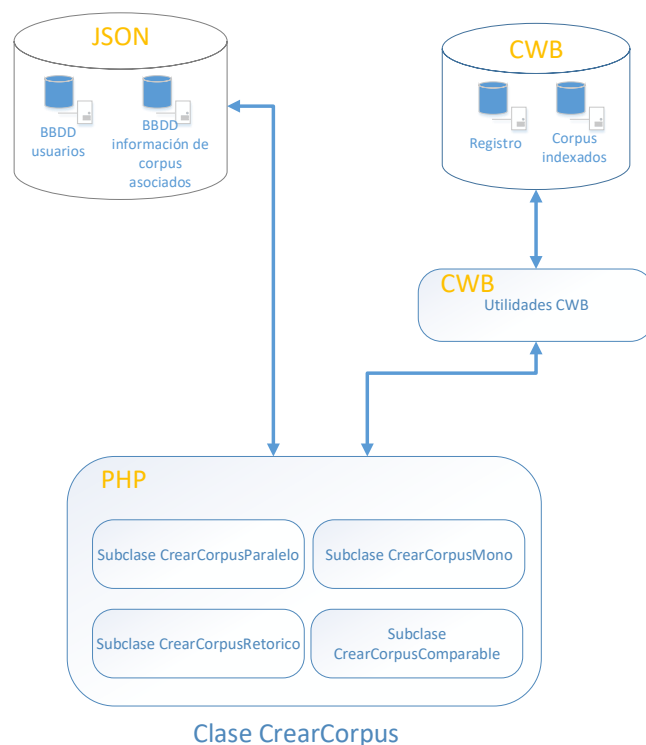 JSON
BBDD
usuarios
BBDD
información de
corpus
asociados
CWB
Registro
Corpus
indexados
CWB
Utilidades CWB
PHP
Subclase CrearCorpusParalelo
Subclase CrearCorpusMono
Subclase CrearCorpusRetorico
Subclase
CrearCorpusComparable
Clase CrearCorpus